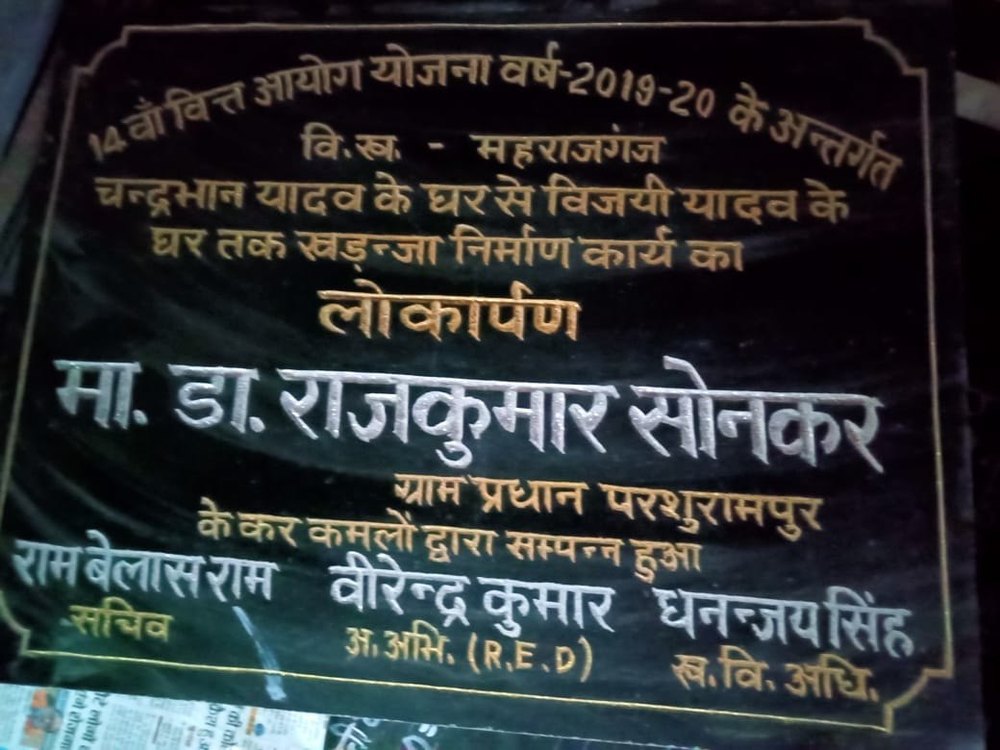 14 वाँ वित्त आयोग योजना वर्ष-2019-20 के अन्तर्गत
वि.ख. - महराजगंज
चन्द्रभान यादव के घर से विजयी यादव के
घर तक खड़न्जा निर्माण कार्य का
लोकार्पण
मा. डा. राजकुमार सोनकर
ग्राम प्रधान परशुरामपुर
के कर कमलों द्वारा सम्पन्न हुआ
राम बेलास राम वीरेन्द्र कुमार धनन्जय सिंह
सचिव अ. अभि. (R.E.D) ख. वि. अधि.